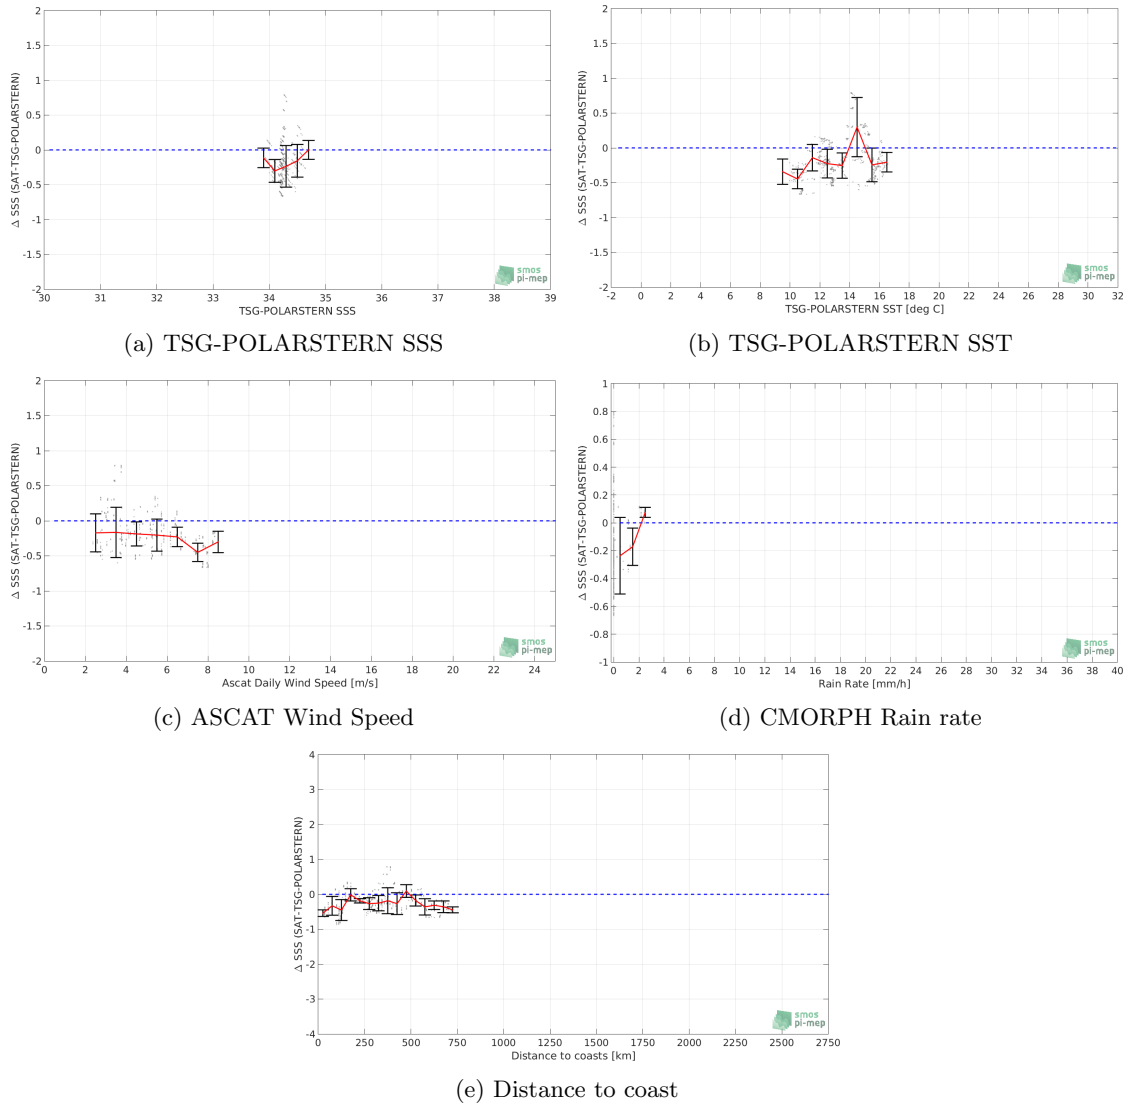 2
1.5
1
0.5
0
-0.5
-1
-1.5
-2
Δ SSS (SAT-TSG-POLARSTERN)
30 31 32 33 34 35 36 37 38 39
TSG-POLARSTERN SSS
smos
pi-mep
(a) TSG-POLARSTERN SSS
2
1.5
1
0.5
0
-0.5
-1
-1.5
-2
Δ SSS (SAT-TSG-POLARSTERN)
-2 0 2 4 6 8 10 12 14 16 18 20 22 24 26 28 30 32
TSG-POLARSTERN SST [deg C]
smos
pi-mep
(b) TSG-POLARSTERN SST
2
1.5
1
0.5
0
-0.5
-1
-1.5
-2
Δ SSS (SAT-TSG-POLARSTERN)
0 2 4 6 8 10 12 14 16 18 20 22 24
Ascat Daily Wind Speed [m/s]
smos
pi-mep
(c) ASCAT Wind Speed
1
0.8
0.6
0.4
0.2
0
-0.2
-0.4
-0.6
-0.8
-1
Δ SSS (SAT-TSG-POLARSTERN)
0 2 4 6 8 10 12 14 16 18 20 22 24 26 28 30 32 34 36 38 40
Rain Rate [mm/h]
smos
pi-mep
(d) CMORPH Rain rate
4
3
2
1
0
-1
-2
-3
-4
Δ SSS (SAT-TSG-POLARSTERN)
0 250 500 750 1000 1250 1500 1750 2000 2250 2500 2750
Distance to coasts [km]
smos
pi-mep
(e) Distance to coast